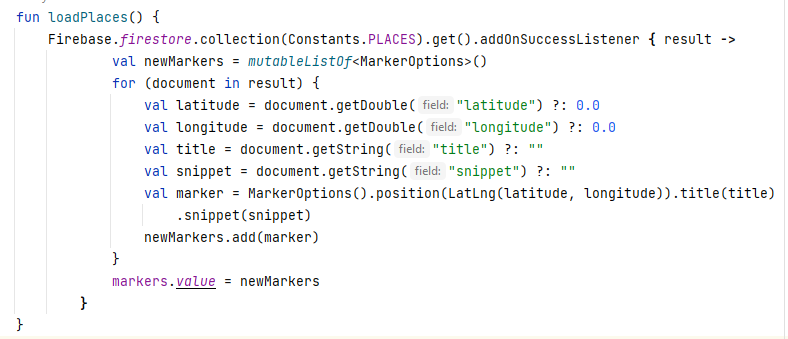 fun loadPlaces() {
Firebase.firestore.collection(Constants.PLACES).get().addOnSuccessListener { result ->
val newMarkers = mutableListOf<MarkerOptions>()
for (document in result) {
val latitude = document.getDouble( field: "latitude") ?: 0.0
val longitude = document.getDouble( field: "longitude") ?: 0.0
val title = document.getString( field: "title") ?: ""
val snippet = document.getString( field: "snippet") ?: ""
val marker = MarkerOptions().position(LatLng(latitude, longitude)).title(title)
.snippet(snippet)
newMarkers.add(marker)
}
markers.value = newMarkers
}
}